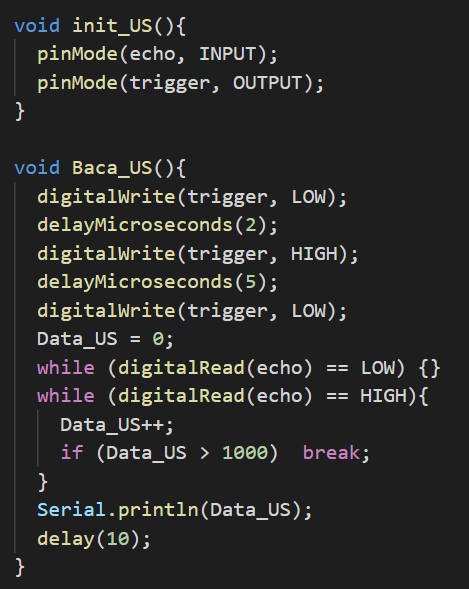 void init_US(){
  pinMode(echo, INPUT);
  pinMode(trigger, OUTPUT);
}

void Baca_US(){
  digitalWrite(trigger, LOW);
  delayMicroseconds(2);
  digitalWrite(trigger, HIGH);
  delayMicroseconds(5);
  digitalWrite(trigger, LOW);
  Data_US = 0;
  while (digitalRead(echo) == LOW) {}
  while (digitalRead(echo) == HIGH){
    Data_US++;
    if (Data_US > 1000)  break;
  }
  Serial.println(Data_US);
  delay(10);
}